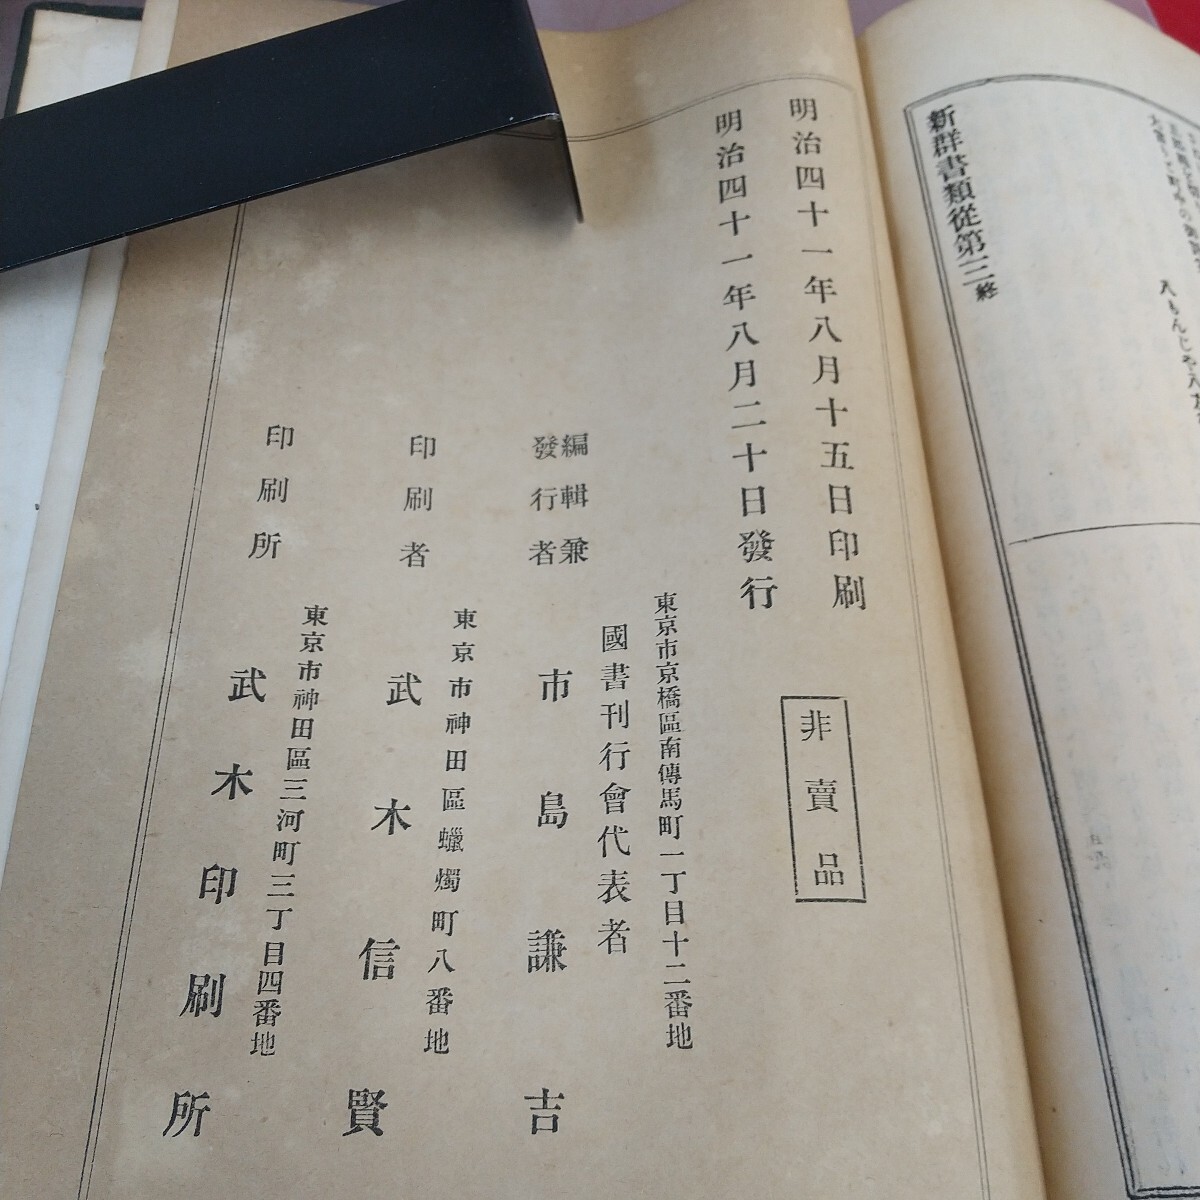 新群書類從第三終
明治四十一年八月十五日印刷
明治四十一年八月二十日發行
非賣品
東京市京橋區南傳馬町一丁目十二番地
國書刊行會代表者
編輯兼
發行者
市島謙吉
東京市神田區蠟燭町八番地
印刷者
武木信賢
東京市神田區三河町三丁目四番地
印刷所
武木印刷所